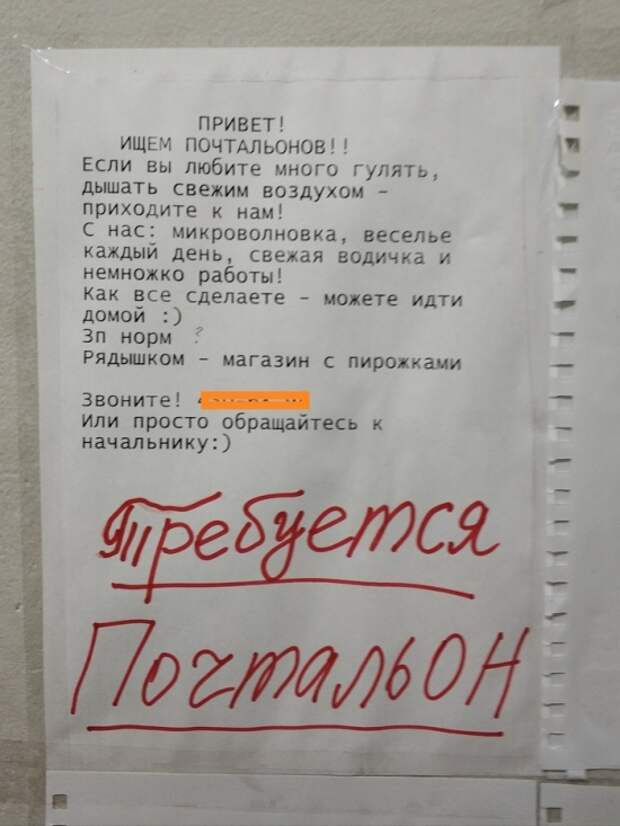 ПРИВЕТ!
ИЩЕМ ПОЧТАЛЬОНОВ!!
Если вы любите много гулять,
дышать свежим воздухом –
приходите к нам!
С нас: микроволновка, веселье
каждый день, свежая водичка и
немножко работы!
Как все сделаете – можете идти
домой :)
Зп норм ?
Рядышком – магазин с пирожками
Звоните!
Или просто обращайтесь к
начальнику:)
Требуется
ПочтальОН